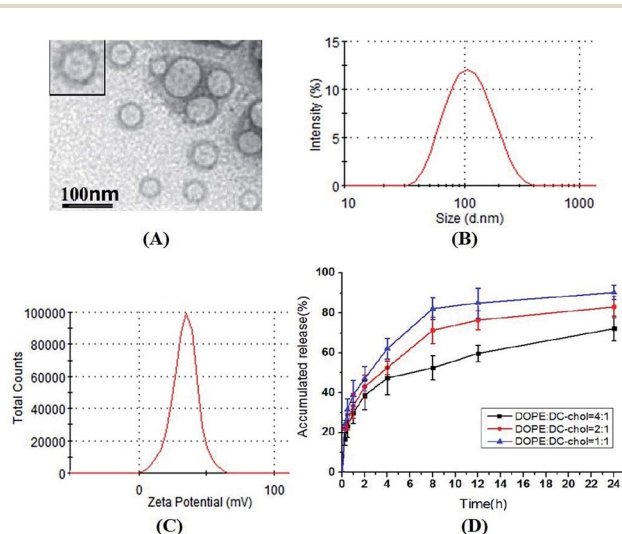 100nm
(A)
15
10
5
0
Intensity (%)
10
100
1000
Size (d.nm)
(B)
100000
80000
60000
40000
20000
0
Total Counts
0
100
Zeta Potential (mV)
(C)
100
80
60
40
20
0
Accumulated release(%)
DOPE:DC-chol=4:1
DOPE:DC-chol=2:1
DOPE:DC-chol=1:1
0 2 4 6 8 10 12 14 16 18 20 22 24
Time(h)
(D)